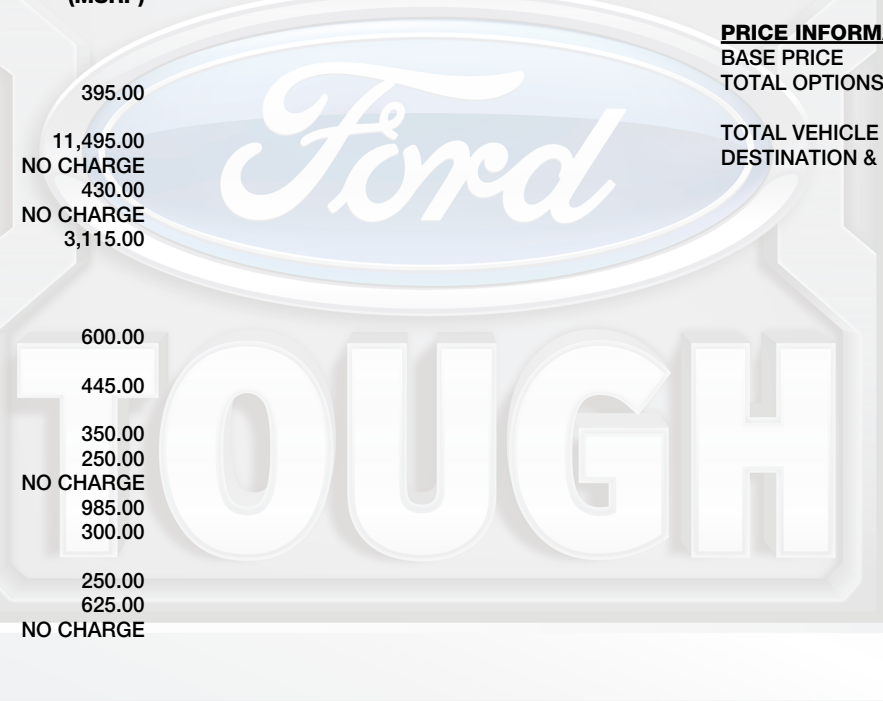 (MSRP)
395.00
11,495.00
NO CHARGE
430.00
NO CHARGE
3,115.00
600.00
445.00
350.00
250.00
NO CHARGE
985.00
300.00
250.00
625.00
NO CHARGE
PRICE INFORMA
BASE PRICE
TOTAL OPTIONS
TOTAL VEHICLE
DESTINATION &
Ford
TOUGH